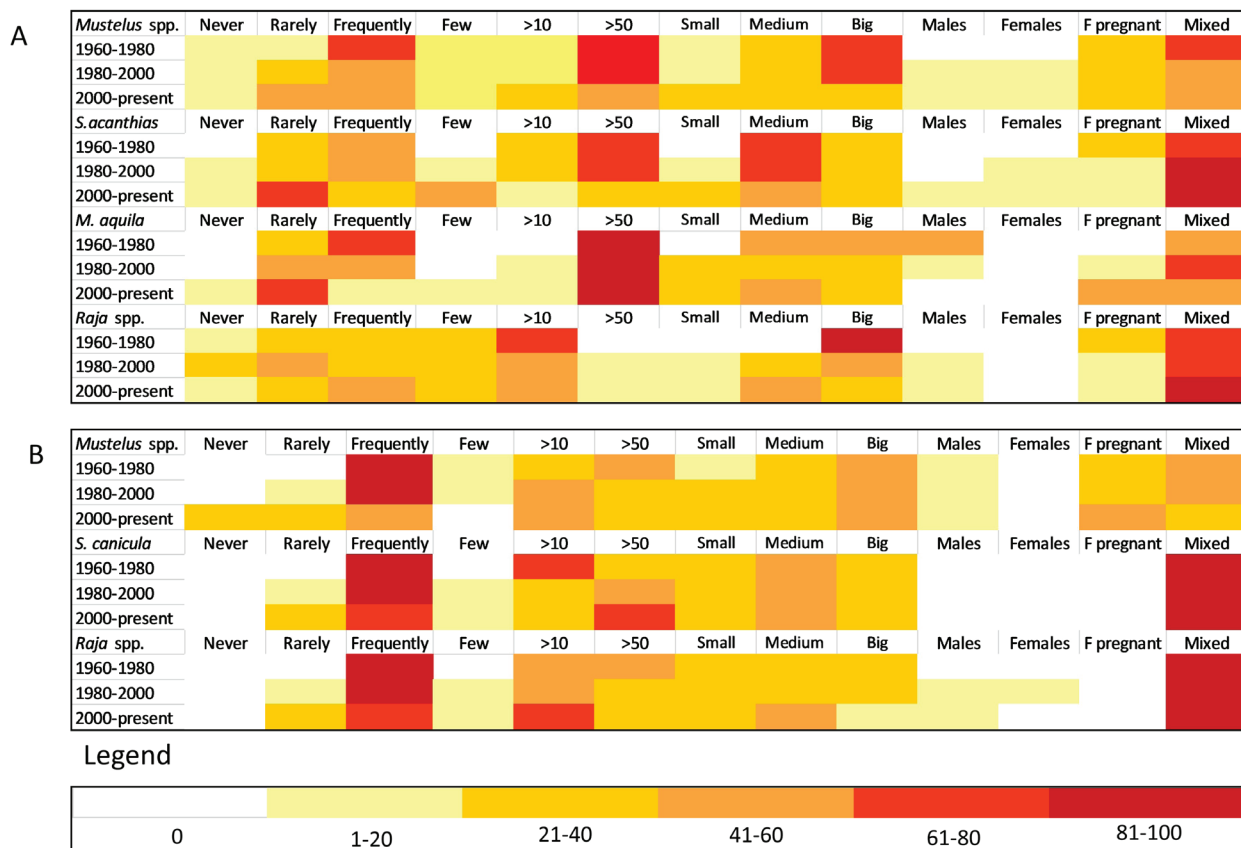 A
Mustelus spp. Never Rarely Frequently Few >10 >50 Small Medium Big Males Females F pregnant Mixed
1960-1980
1980-2000
2000-present
S.acanthias Never Rarely Frequently Few >10 >50 Small Medium Big Males Females F pregnant Mixed
1960-1980
1980-2000
2000-present
M. aquila Never Rarely Frequently Few >10 >50 Small Medium Big Males Females F pregnant Mixed
1960-1980
1980-2000
2000-present
Raja spp. Never Rarely Frequently Few >10 >50 Small Medium Big Males Females F pregnant Mixed
1960-1980
1980-2000
2000-present
B
Mustelus spp. Never Rarely Frequently Few >10 >50 Small Medium Big Males Females F pregnant Mixed
1960-1980
1980-2000
2000-present
S. canicula Never Rarely Frequently Few >10 >50 Small Medium Big Males Females F pregnant Mixed
1960-1980
1980-2000
2000-present
Raja spp. Never Rarely Frequently Few >10 >50 Small Medium Big Males Females F pregnant Mixed
1960-1980
1980-2000
2000-present
Legend
0 1-20 21-40 41-60 61-80 81-100